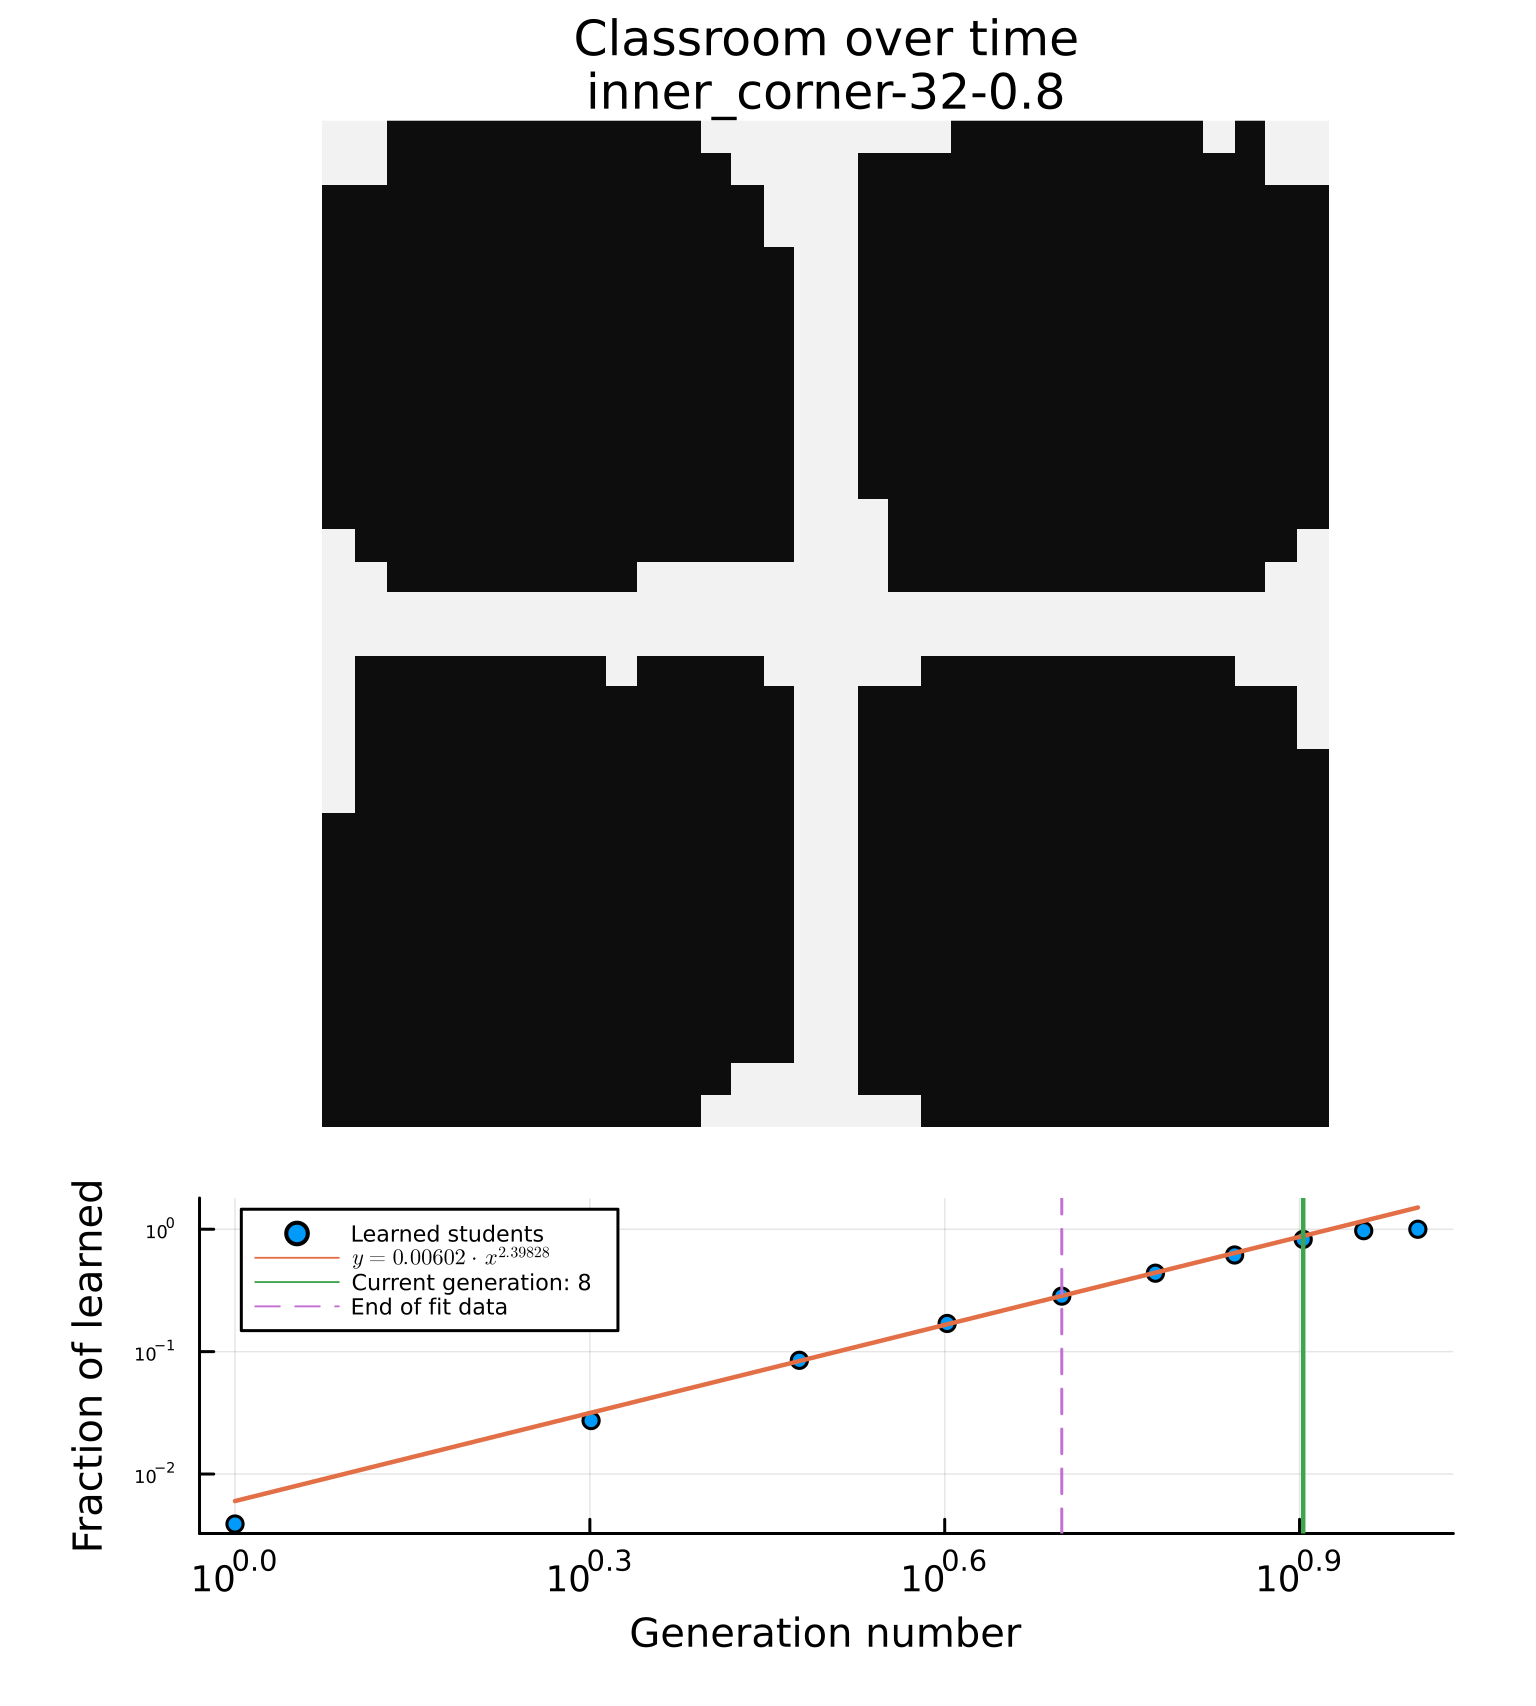 Classroom over time
inner_corner-32-0.8
Fraction of learned
10^0
10^−1
10^−2
Learned students
y = 0.00602 · x^2.39828
Current generation: 8
End of fit data
10^0.0 10^0.3 10^0.6 10^0.9
Generation number